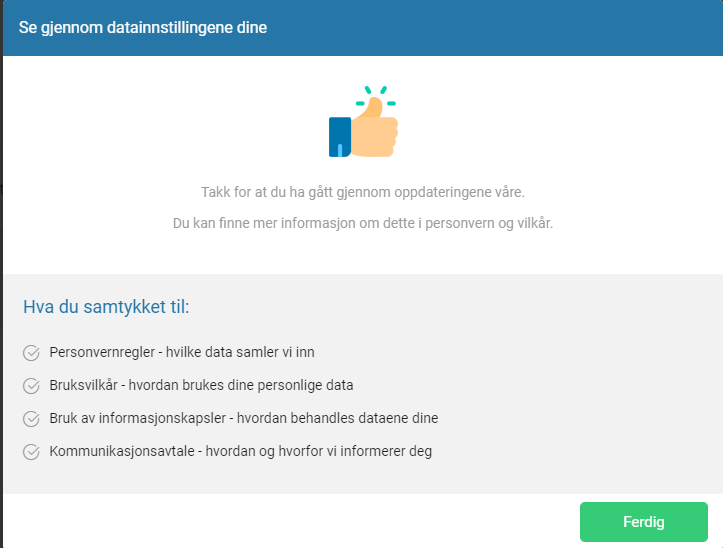 Se gjennom datainnstillingene dine
Takk for at du ha gått gjennom oppdateringene våre.
Du kan finne mer informasjon om dette i personvern og vilkår.
Hva du samtykket til:
Personvernregler - hvilke data samler vi inn
Bruksvilkår - hvordan brukes dine personlige data
Bruk av informasjonskapsler - hvordan behandles dataene dine
Kommunikasjonsavtale - hvordan og hvorfor vi informerer deg
Ferdig